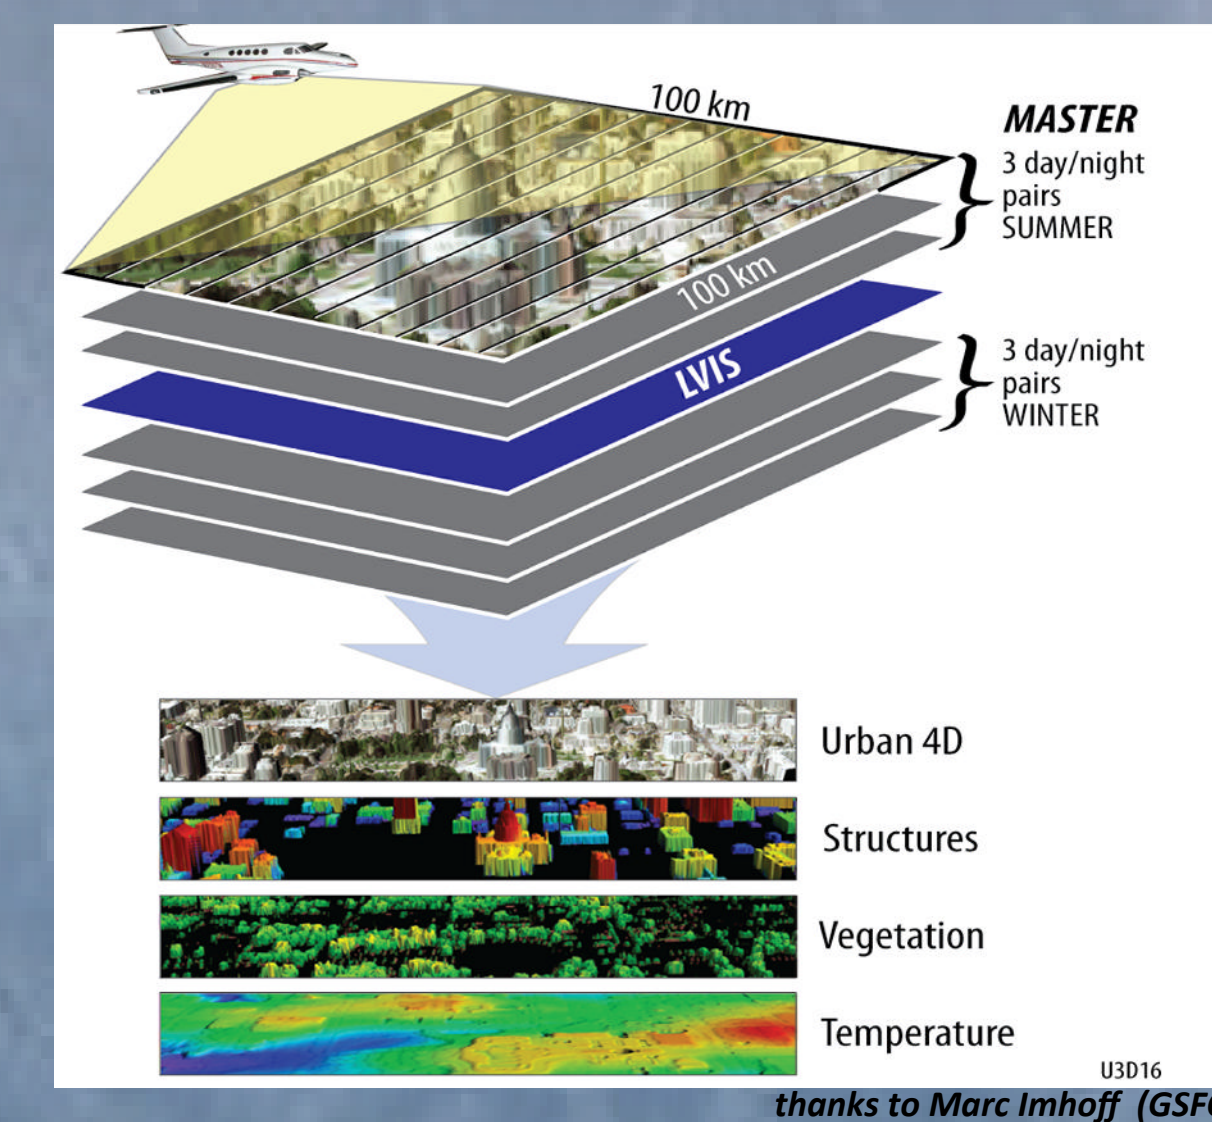 100 km
MASTER
3 day/night
pairs
SUMMER
100 km
LVIS
3 day/night
pairs
WINTER
Urban 4D
Structures
Vegetation
Temperature
U3D16
thanks to Marc Imhoff (GSF